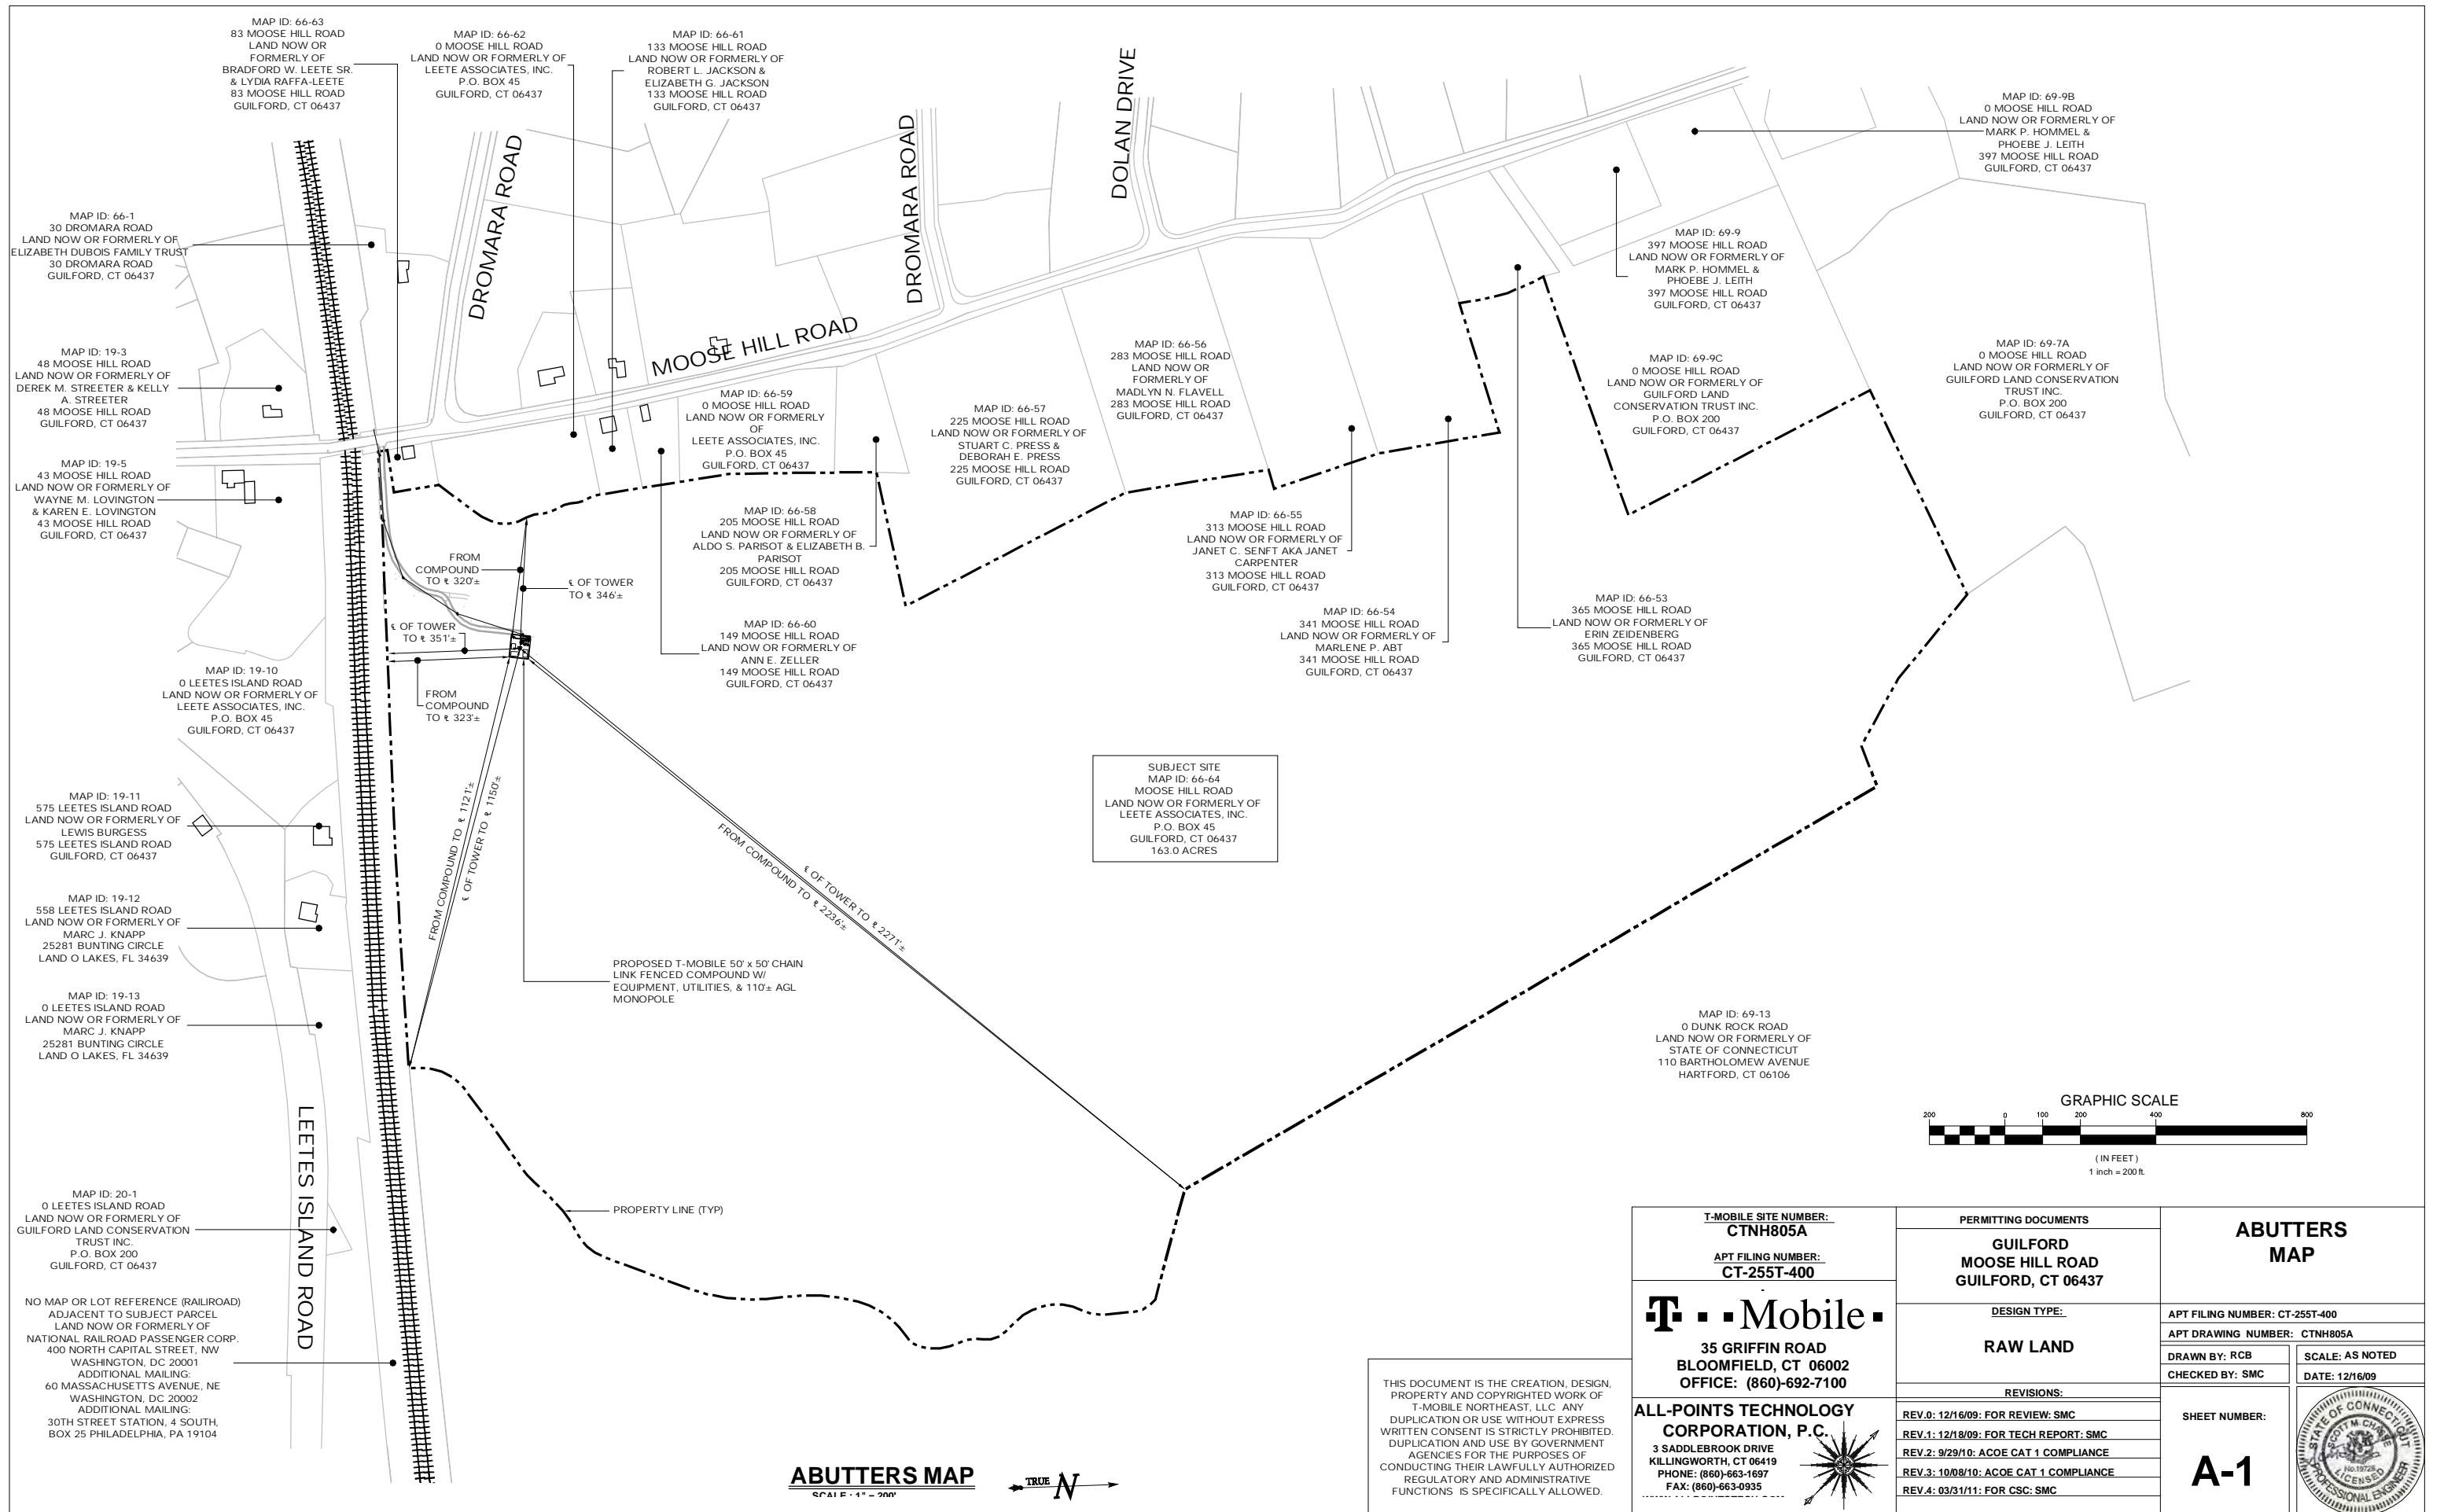 MAP ID: 66-63
83 MOOSE HILL ROAD
LAND NOW OR
FORMERLY OF
BRADFORD W. LEETE SR.
& LYDIA RAFFA-LEETE
83 MOOSE HILL ROAD
GUILFORD, CT 06437
MAP ID: 66-62
0 MOOSE HILL ROAD
LAND NOW OR FORMERLY OF
LEETE ASSOCIATES, INC.
P.O. BOX 45
GUILFORD, CT 06437
MAP ID: 66-61
133 MOOSE HILL ROAD
LAND NOW OR FORMERLY OF
ROBERT L. JACKSON &
ELIZABETH G. JACKSON
133 MOOSE HILL ROAD
GUILFORD, CT 06437
DROMARA ROAD
DROMARA ROAD
DOLAN DRIVE
MOOSE HILL ROAD
MAP ID: 69-9B
0 MOOSE HILL ROAD
LAND NOW OR FORMERLY OF
MARK P. HOMMEL &
PHOEBE J. LEITH
397 MOOSE HILL ROAD
GUILFORD, CT 06437
MAP ID: 66-1
30 DROMARA ROAD
LAND NOW OR FORMERLY OF
ELIZABETH DUBOIS FAMILY TRUST
30 DROMARA ROAD
GUILFORD, CT 06437
MAP ID: 69-9
397 MOOSE HILL ROAD
LAND NOW OR FORMERLY OF
MARK P. HOMMEL &
PHOEBE J. LEITH
397 MOOSE HILL ROAD
GUILFORD, CT 06437
MAP ID: 19-3
48 MOOSE HILL ROAD
LAND NOW OR FORMERLY OF
DEREK M. STREETER & KELLY
A. STREETER
48 MOOSE HILL ROAD
GUILFORD, CT 06437
MAP ID: 66-59
0 MOOSE HILL ROAD
LAND NOW OR FORMERLY
OF
LEETE ASSOCIATES, INC.
P.O. BOX 45
GUILFORD, CT 06437
MAP ID: 66-57
225 MOOSE HILL ROAD
LAND NOW OR FORMERLY OF
STUART C. PRESS &
DEBORAH E. PRESS
225 MOOSE HILL ROAD
GUILFORD, CT 06437
MAP ID: 66-56
283 MOOSE HILL ROAD
LAND NOW OR
FORMERLY OF
MADLYN N. FLAVELL
283 MOOSE HILL ROAD
GUILFORD, CT 06437
MAP ID: 69-9C
0 MOOSE HILL ROAD
LAND NOW OR FORMERLY OF
GUILFORD LAND
CONSERVATION TRUST INC.
P.O. BOX 200
GUILFORD, CT 06437
MAP ID: 69-7A
0 MOOSE HILL ROAD
LAND NOW OR FORMERLY OF
GUILFORD LAND CONSERVATION
TRUST INC.
P.O. BOX 200
GUILFORD, CT 06437
MAP ID: 19-5
43 MOOSE HILL ROAD
LAND NOW OR FORMERLY OF
WAYNE M. LOVINGTON
& KAREN E. LOVINGTON
43 MOOSE HILL ROAD
GUILFORD, CT 06437
MAP ID: 66-58
205 MOOSE HILL ROAD
LAND NOW OR FORMERLY OF
ALDO S. PARISOT & ELIZABETH B.
PARISOT
205 MOOSE HILL ROAD
GUILFORD, CT 06437
MAP ID: 66-55
313 MOOSE HILL ROAD
LAND NOW OR FORMERLY OF
JANET C. SENFT AKA JANET
CARPENTER
313 MOOSE HILL ROAD
GUILFORD, CT 06437
FROM
COMPOUND
TO ℄ 320'±
℄ OF TOWER
TO ℄ 346'±
℄ OF TOWER
TO ℄ 351'±
FROM
COMPOUND
TO ℄ 323'±
MAP ID: 66-60
149 MOOSE HILL ROAD
LAND NOW OR FORMERLY OF
ANN E. ZELLER
149 MOOSE HILL ROAD
GUILFORD, CT 06437
MAP ID: 66-54
341 MOOSE HILL ROAD
LAND NOW OR FORMERLY OF
MARLENE P. ABT
341 MOOSE HILL ROAD
GUILFORD, CT 06437
MAP ID: 66-53
365 MOOSE HILL ROAD
LAND NOW OR FORMERLY OF
ERIN ZEIDENBERG
365 MOOSE HILL ROAD
GUILFORD, CT 06437
MAP ID: 19-10
0 LEETES ISLAND ROAD
LAND NOW OR FORMERLY OF
LEETE ASSOCIATES, INC.
P.O. BOX 45
GUILFORD, CT 06437
SUBJECT SITE
MAP ID: 66-64
MOOSE HILL ROAD
LAND NOW OR FORMERLY OF
LEETE ASSOCIATES, INC.
P.O. BOX 45
GUILFORD, CT 06437
163.0 ACRES
FROM COMPOUND TO ℄ 1121'±
℄ OF TOWER TO ℄ 1150'±
℄ OF TOWER TO ℄ 2271'±
FROM COMPOUND TO ℄ 2236'±
MAP ID: 19-11
575 LEETES ISLAND ROAD
LAND NOW OR FORMERLY OF
LEWIS BURGESS
575 LEETES ISLAND ROAD
GUILFORD, CT 06437
MAP ID: 19-12
558 LEETES ISLAND ROAD
LAND NOW OR FORMERLY OF
MARC J. KNAPP
25281 BUNTING CIRCLE
LAND O LAKES, FL 34639
PROPOSED T-MOBILE 50' x 50' CHAIN
LINK FENCED COMPOUND W/
EQUIPMENT, UTILITIES, & 110'± AGL
MONOPOLE
MAP ID: 19-13
0 LEETES ISLAND ROAD
LAND NOW OR FORMERLY OF
MARC J. KNAPP
25281 BUNTING CIRCLE
LAND O LAKES, FL 34639
MAP ID: 69-13
0 DUNK ROCK ROAD
LAND NOW OR FORMERLY OF
STATE OF CONNECTICUT
110 BARTHOLOMEW AVENUE
HARTFORD, CT 06106
GRAPHIC SCALE
200 0 100 200 400 800
( IN FEET )
1 inch = 200 ft.
LEETES ISLAND ROAD
MAP ID: 20-1
0 LEETES ISLAND ROAD
LAND NOW OR FORMERLY OF
GUILFORD LAND CONSERVATION
TRUST INC.
P.O. BOX 200
GUILFORD, CT 06437
PROPERTY LINE (TYP)
NO MAP OR LOT REFERENCE (RAILROAD)
ADJACENT TO SUBJECT PARCEL
LAND NOW OR FORMERLY OF
NATIONAL RAILROAD PASSENGER CORP.
400 NORTH CAPITAL STREET, NW
WASHINGTON, DC 20001
ADDITIONAL MAILING:
60 MASSACHUSETTS AVENUE, NE
WASHINGTON, DC 20002
ADDITIONAL MAILING:
30TH STREET STATION, 4 SOUTH,
BOX 25 PHILADELPHIA, PA 19104
ABUTTERS MAP
SCALE : 1" = 200'
TRUE N
THIS DOCUMENT IS THE CREATION, DESIGN,
PROPERTY AND COPYRIGHTED WORK OF
T-MOBILE NORTHEAST, LLC ANY
DUPLICATION OR USE WITHOUT EXPRESS
WRITTEN CONSENT IS STRICTLY PROHIBITED.
DUPLICATION AND USE BY GOVERNMENT
AGENCIES FOR THE PURPOSES OF
CONDUCTING THEIR LAWFULLY AUTHORIZED
REGULATORY AND ADMINISTRATIVE
FUNCTIONS IS SPECIFICALLY ALLOWED.
T-MOBILE SITE NUMBER:
CTNH805A
APT FILING NUMBER:
CT-255T-400
T Mobile
35 GRIFFIN ROAD
BLOOMFIELD, CT 06002
OFFICE: (860)-692-7100
ALL-POINTS TECHNOLOGY
CORPORATION, P.C.
3 SADDLEBROOK DRIVE
KILLINGWORTH, CT 06419
PHONE: (860)-663-1697
FAX: (860)-663-0935
PERMITTING DOCUMENTS
GUILFORD
MOOSE HILL ROAD
GUILFORD, CT 06437
DESIGN TYPE:
RAW LAND
REVISIONS:
REV.0: 12/16/09: FOR REVIEW: SMC
REV.1: 12/18/09: FOR TECH REPORT: SMC
REV.2: 9/29/10: ACOE CAT 1 COMPLIANCE
REV.3: 10/08/10: ACOE CAT 1 COMPLIANCE
REV.4: 03/31/11: FOR CSC: SMC
ABUTTERS
MAP
APT FILING NUMBER: CT-255T-400
APT DRAWING NUMBER: CTNH805A
DRAWN BY: RCB
SCALE: AS NOTED
CHECKED BY: SMC
DATE: 12/16/09
SHEET NUMBER:
A-1
STATE OF CONNECTICUT
SCOTT M. CHASSE
No.19728
LICENSED
PROFESSIONAL ENGINEER